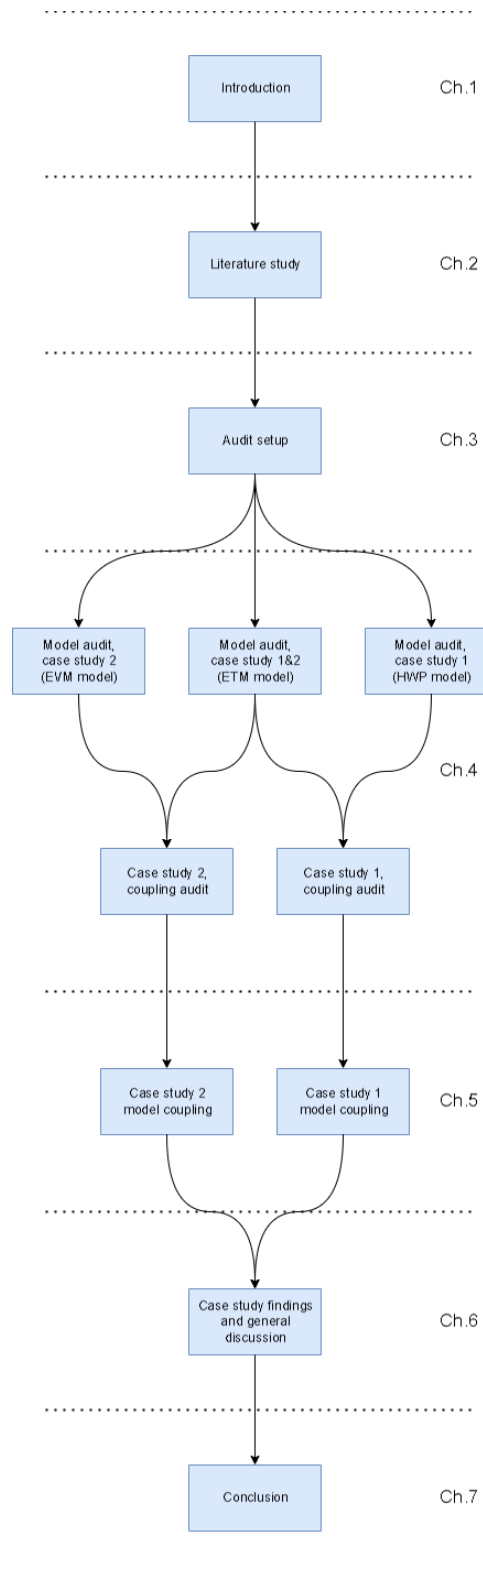 Introduction
Ch.1
Literature study
Ch.2
Audit setup
Ch.3
Model audit,
case study 2
(EVM model)
Model audit,
case study 1&2
(ETM model)
Model audit,
case study 1
(HWP model)
Ch.4
Case study 2,
coupling audit
Case study 1,
coupling audit
Case study 2
model coupling
Case study 1
model coupling
Ch.5
Case study findings
and general
discussion
Ch.6
Conclusion
Ch.7